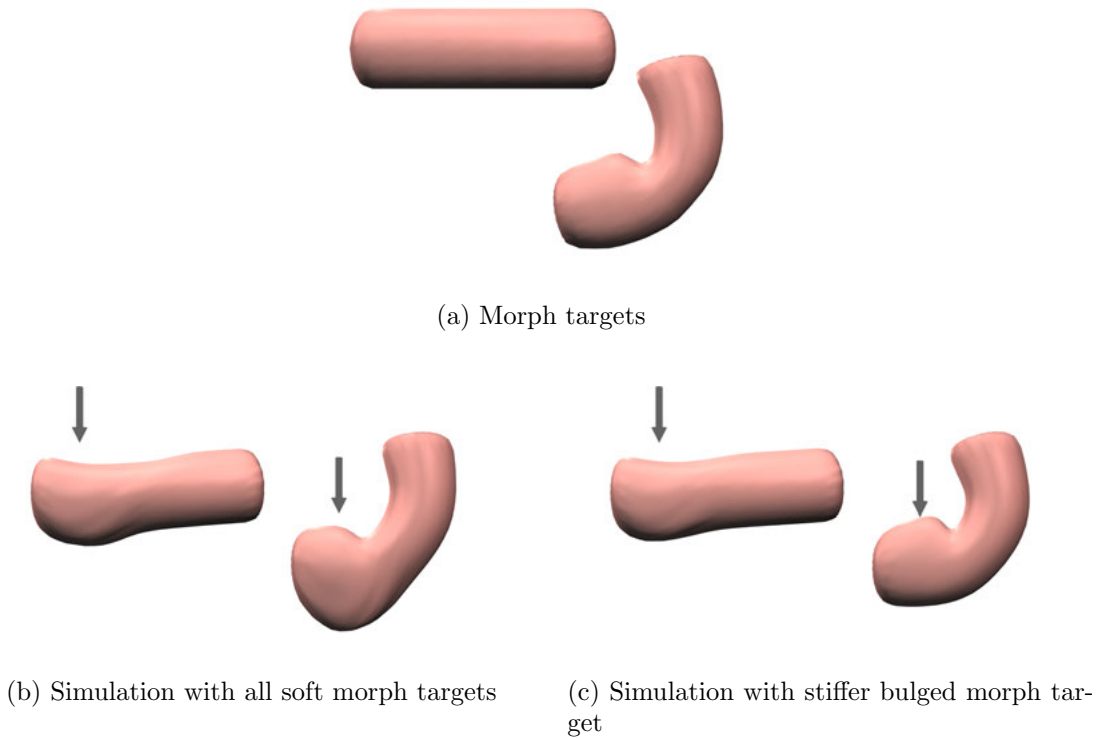 (a) Morph targets
(b) Simulation with all soft morph targets
(c) Simulation with stiffer bulged morph tar-
get